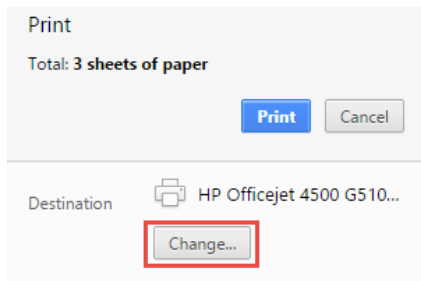 Print
Total: 3 sheets of paper
Print Cancel
Destination HP Officejet 4500 G510...
Change...